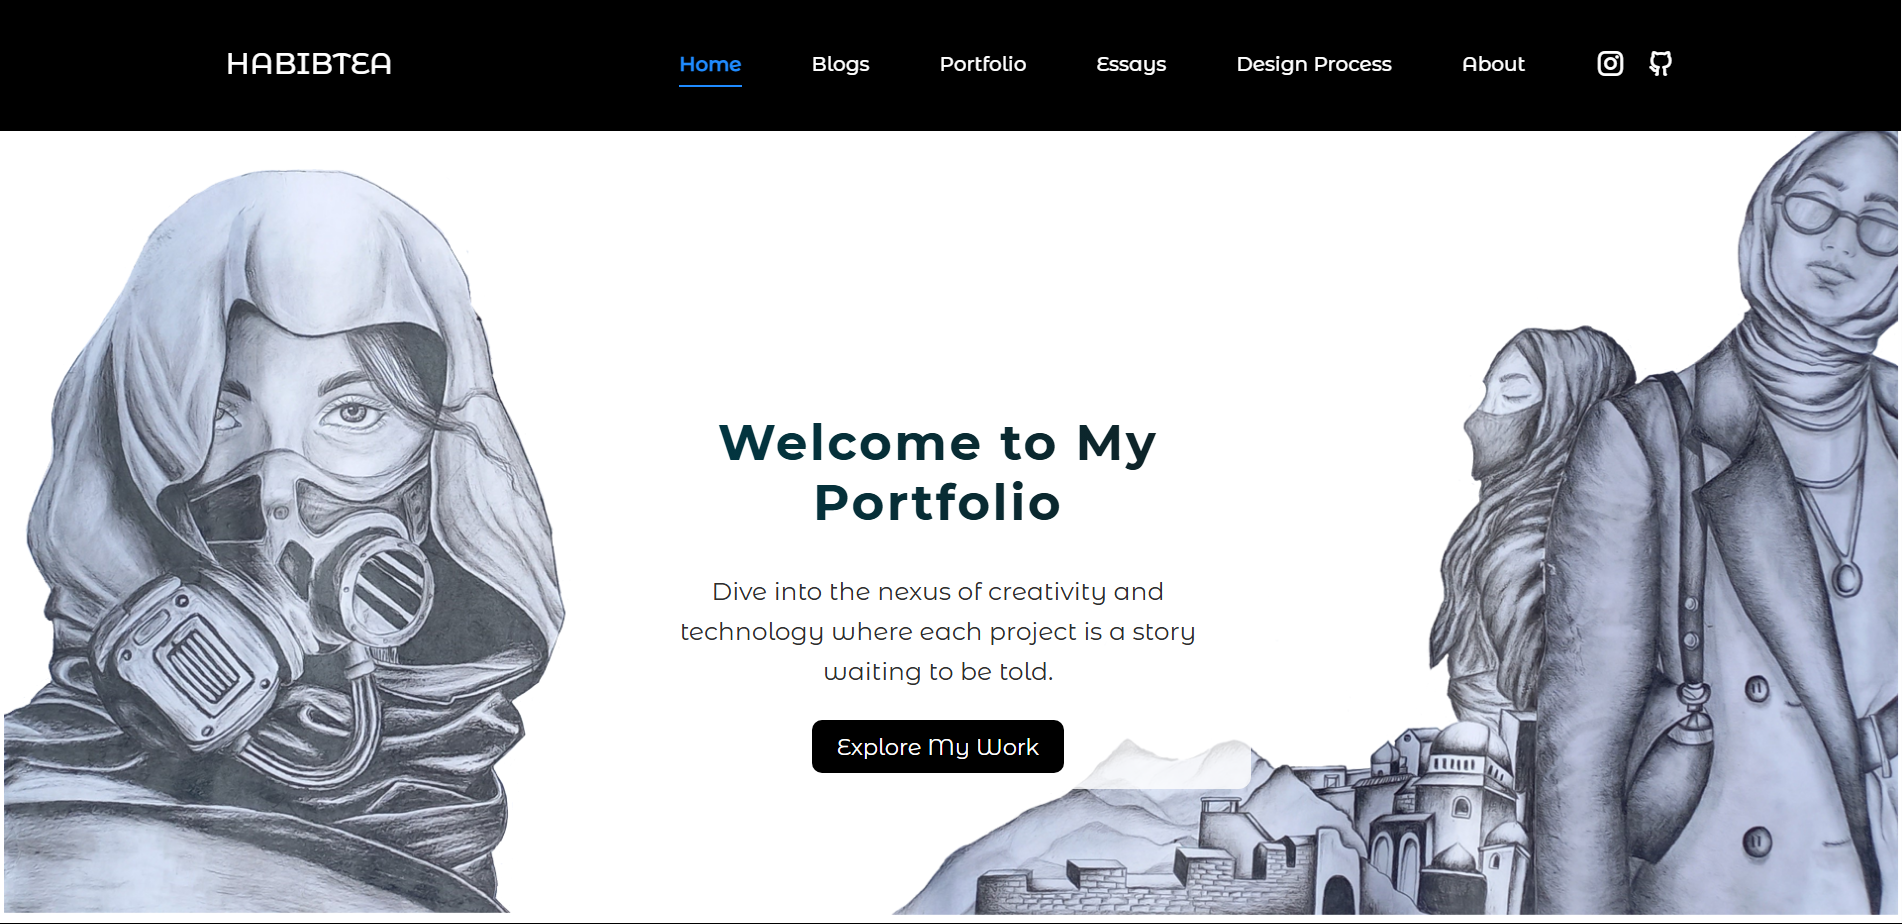 HABIBTEA
Home Blogs Portfolio Essays Design Process About
Welcome to My
Portfolio
Dive into the nexus of creativity and
technology where each project is a story
waiting to be told.
Explore My Work